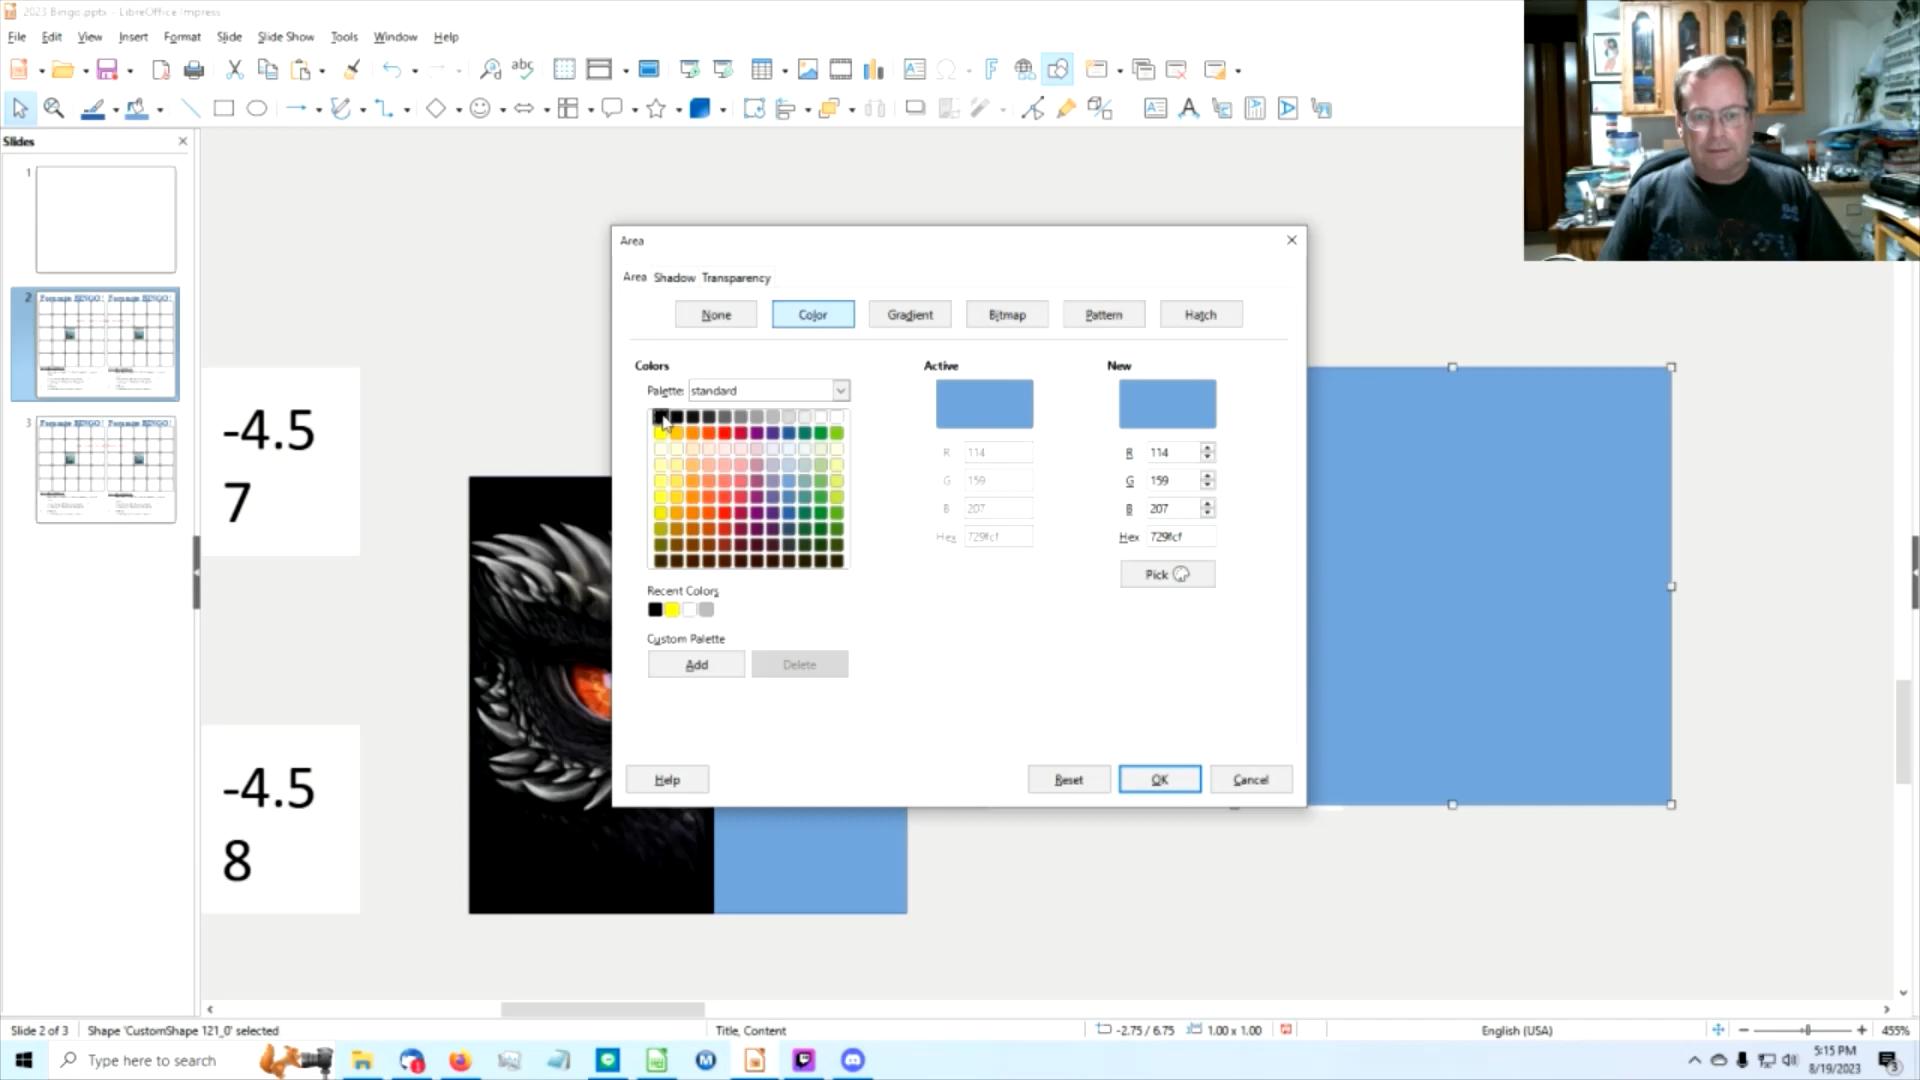 2023 Bingo.pptx - LibreOffice Impress
File Edit View Insert Format Slide Slide Show Tools Window Help
Slides
1
2
3
-4.5
7
-4.5
8
Area
Area Shadow Transparency
None Color Gradient Bitmap Pattern Hatch
Colors
Palette: standard
Recent Colors
Custom Palette
Add Delete
Active
R 114
G 159
B 207
Hex 729fcf
New
R 114
G 159
B 207
Hex 729fcf
Pick
Help Reset OK Cancel
Slide 2 of 3 Shape 'CustomShape 121_0' selected Title, Content -2.75 / 6.75 1.00 x 1.00 English (USA) 455%
Type here to search
5:15 PM
8/19/2023